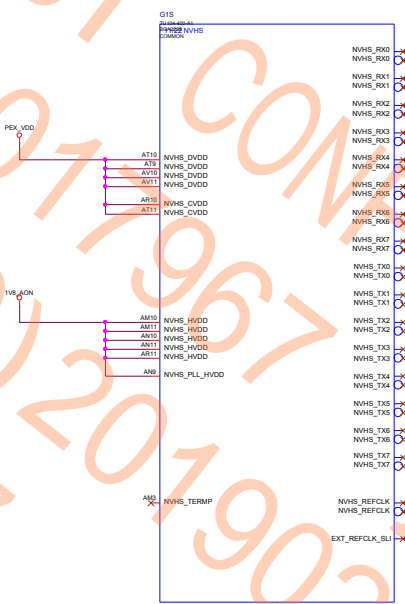 G1S
COMMON
NVHS_RX0
NVHS_RX0
NVHS_RX1
NVHS_RX1
NVHS_RX2
NVHS_RX2
PEX_VDD
NVHS_RX3
NVHS_RX3
AT10 NVHS_DVDD NVHS_RX4
AT9 NVHS_DVDD NVHS_RX4
AV10 NVHS_DVDD
AV11 NVHS_DVDD NVHS_RX5
NVHS_RX5
AR10 NVHS_CVDD
AT11 NVHS_CVDD NVHS_RX6
NVHS_RX6
NVHS_RX7
NVHS_RX7
NVHS_TX0
NVHS_TX0
1V8_AON
NVHS_TX1
NVHS_TX1
AM10 NVHS_HVDD NVHS_TX2
AM11 NVHS_HVDD NVHS_TX2
AN10 NVHS_HVDD
AN11 NVHS_HVDD NVHS_TX3
AR11 NVHS_HVDD NVHS_TX3
AN9 NVHS_PLL_HVDD NVHS_TX4
NVHS_TX4
NVHS_TX5
NVHS_TX5
NVHS_TX6
NVHS_TX6
NVHS_TX7
NVHS_TX7
AM3 NVHS_TERMP NVHS_REFCLK
NVHS_REFCLK
EXT_REFCLK_SLI